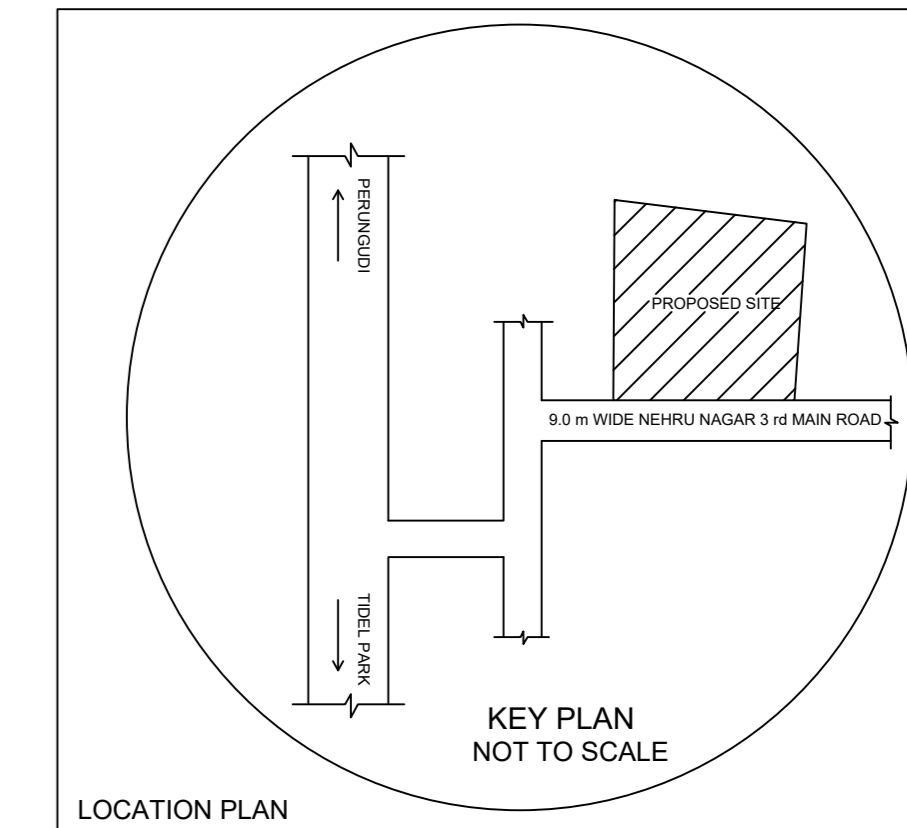 PERUNGUDI
PROPOSED SITE
9.0 m WIDE NEHRU NAGAR 3 rd MAIN ROAD
TIDEL PARK
KEY PLAN
NOT TO SCALE
LOCATION PLAN